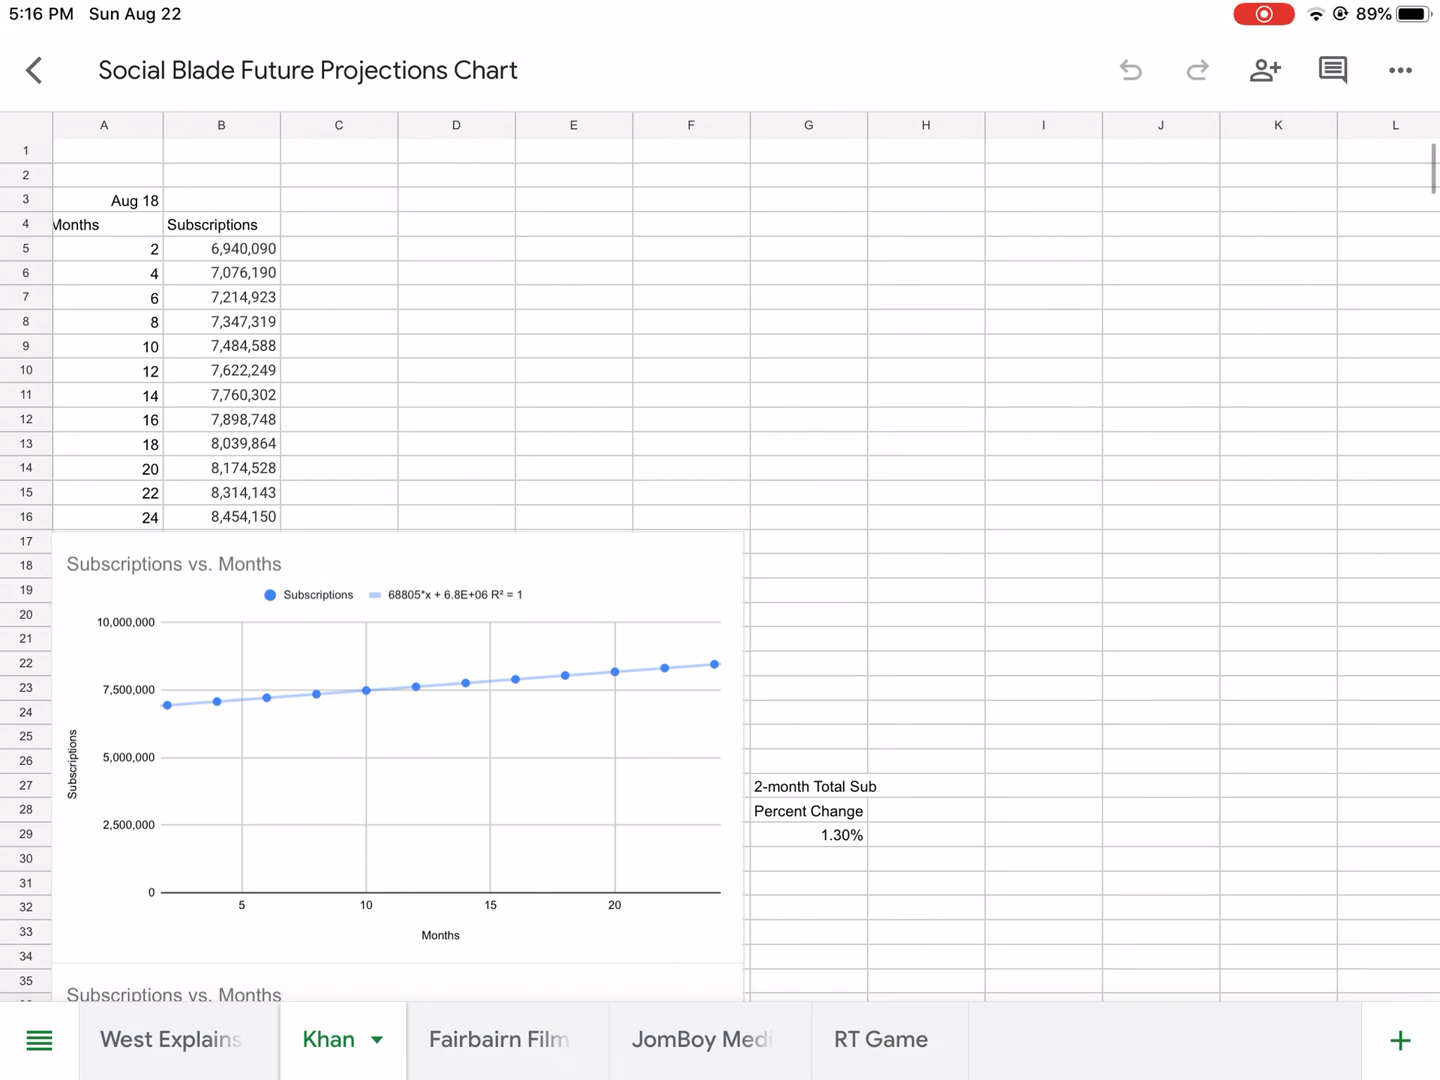 5:16 PM Sun Aug 22 89%
Social Blade Future Projections Chart
A B C D E F G H I J K L
1
2
3 Aug 18
4 Months Subscriptions
5 2 6,940,090
6 4 7,076,190
7 6 7,214,923
8 8 7,347,319
9 10 7,484,588
10 12 7,622,249
11 14 7,760,302
12 16 7,898,748
13 18 8,039,864
14 20 8,174,528
15 22 8,314,143
16 24 8,454,150
17
18 Subscriptions vs. Months
19 Subscriptions 68805*x + 6.8E+06 R² = 1
20 10,000,000
21
22
23 7,500,000
24
25
26 5,000,000
27 2-month Total Sub
28 Percent Change
2,500,000
29 1.30%
30
31 0
32 5 10 15 20
33 Months
Subscriptions
34
35 Subscriptions vs. Months
West Explains Khan Fairbairn Film JomBoy Medi RT Game